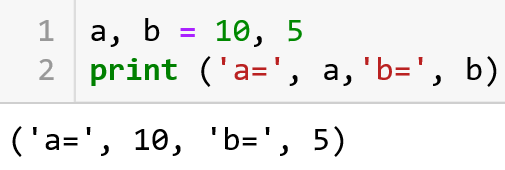 1 a, b = 10, 5
2 print ('a=', a,'b=', b)
('a=', 10, 'b=', 5)